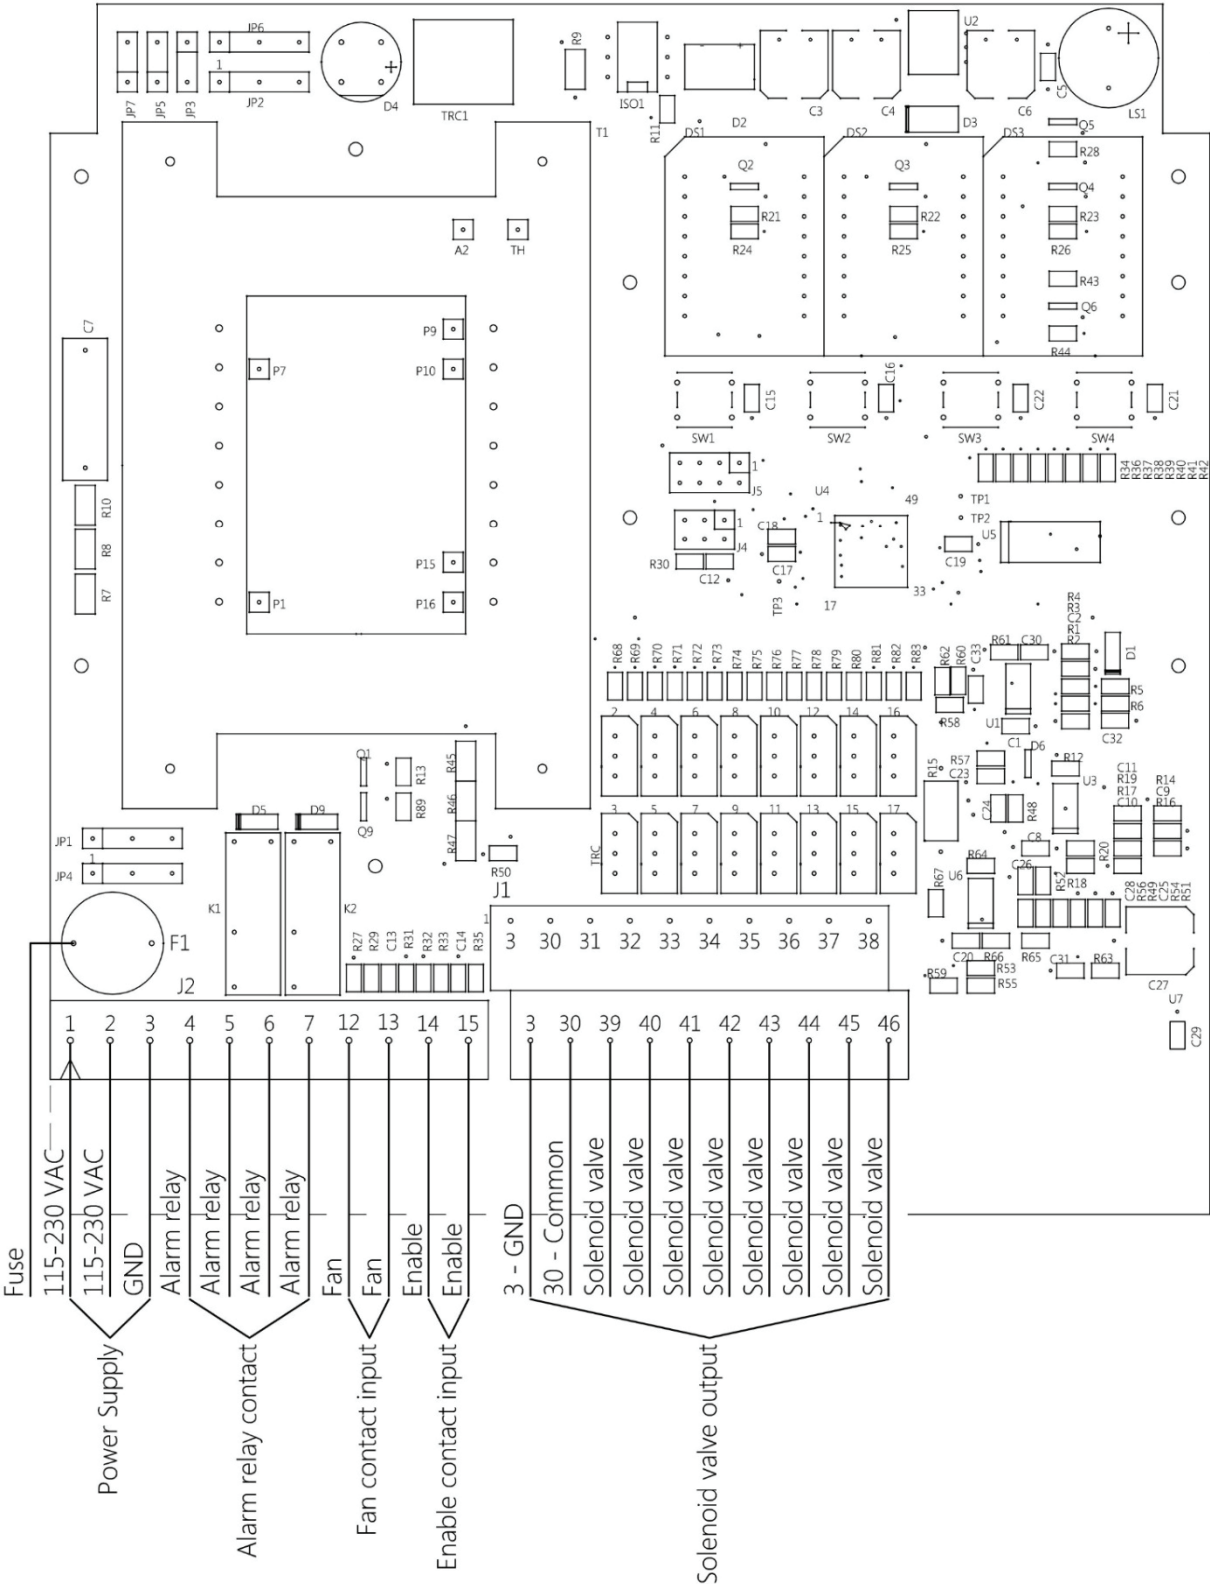 JP6
U2
R9
1
JP7
JP5
JP3
JP2
D4
TRC1
ISO1
R11
D2
C3
C4
D3
C6
C5
LS1
T1
DS1
DS2
DS3
Q5
R28
Q2
Q3
Q4
R21
R22
R23
R24
R25
R26
A2
TH
R43
Q6
R44
C7
P9
P7
P10
C15
C16
C22
C21
SW1
SW2
SW3
SW4
R34
R36
R37
R38
R39
R40
R41
R42
1
J5
U4
49
TP1
TP2
R10
1
J4
C18
1
U5
R8
P15
R30
C12
C17
C19
R7
P1
P16
TP3
17
33
R4
R3
C2
R1
R2
R68
R69
R70
R71
R72
R73
R74
R75
R76
R77
R78
R79
R80
R81
R82
R83
R62
R60
C33
R61
C30
D1
R5
R6
R58
U1
C32
2
4
6
8
10
12
14
16
C1
D6
R57
C23
R12
U3
R15
Q1
R13
R45
Q9
R89
R46
R47
R50
C11
R19
R17
C10
R14
C9
R16
C24
R48
D5
D9
3
5
7
9
11
13
15
17
TRC
C8
R20
JP1
1
JP4
R64
C26
R52
R18
U6
R67
K1
K2
J1
F1
1
3 30 31 32 33 34 35 36 37 38
C28
R56
R49
C25
R54
R51
R27
R29
C13
R31
R32
R33
C14
R35
C20
R66
R65
R53
R55
R59
C31
R63
C27
J2
U7
C29
1 2 3 4 5 6 7 12 13 14 15
3 30 39 40 41 42 43 44 45 46
Fuse
115-230 VAC
115-230 VAC
GND
Alarm relay
Alarm relay
Alarm relay
Alarm relay
Fan
Fan
Enable
Enable
3 - GND
30 - Common
Solenoid valve
Solenoid valve
Solenoid valve
Solenoid valve
Solenoid valve
Solenoid valve
Solenoid valve
Solenoid valve
Power Supply
Alarm relay contact
Fan contact input
Enable contact input
Solenoid valve output